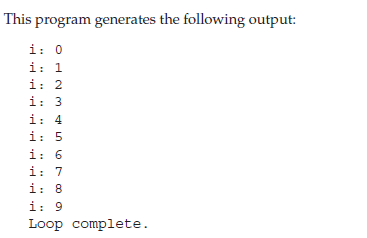 This program generates the following output:
i: 0
i: 1
i: 2
i: 3
i: 4
i: 5
i: 6
i: 7
i: 8
i: 9
Loop complete.